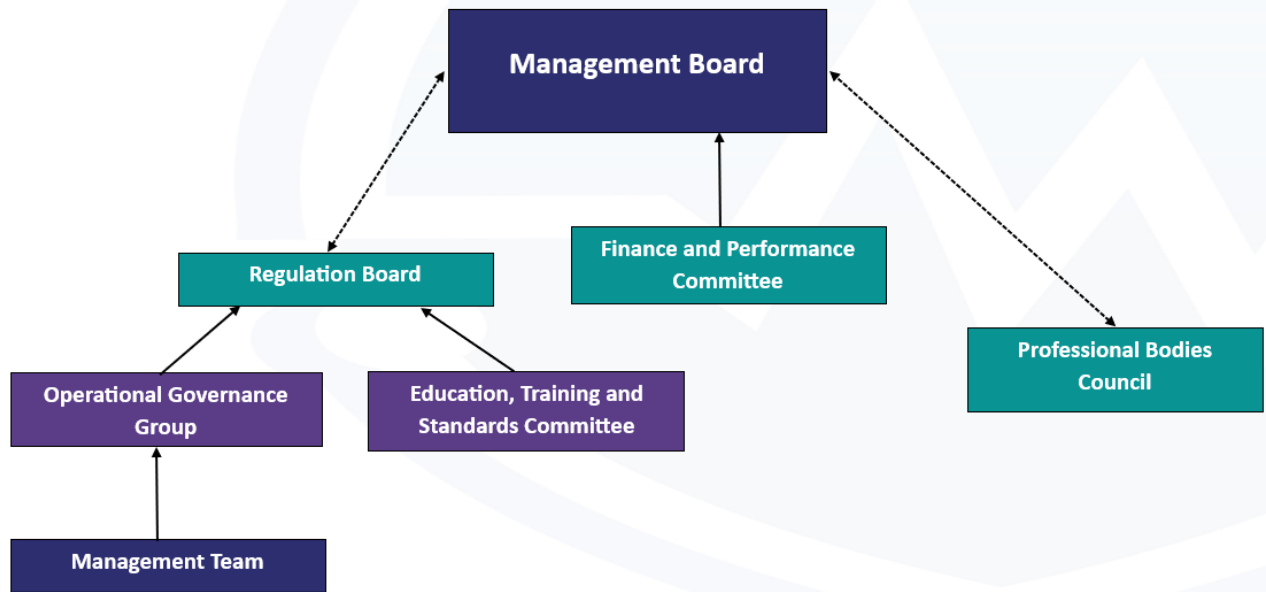 Management Board
Finance and Performance
Committee
Regulation Board
Professional Bodies
Council
Operational Governance
Group
Education, Training and
Standards Committee
Management Team